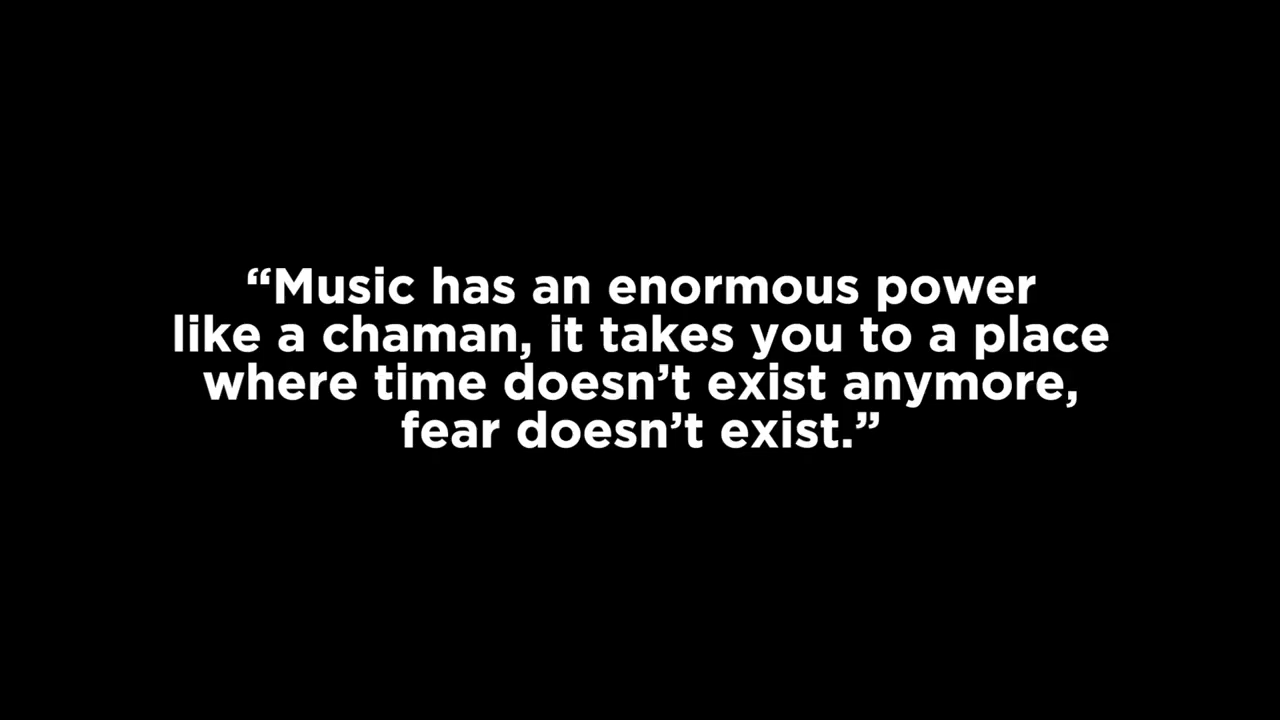 “Music has an enormous power
like a chaman, it takes you to a place
where time doesn’t exist anymore,
fear doesn’t exist.”